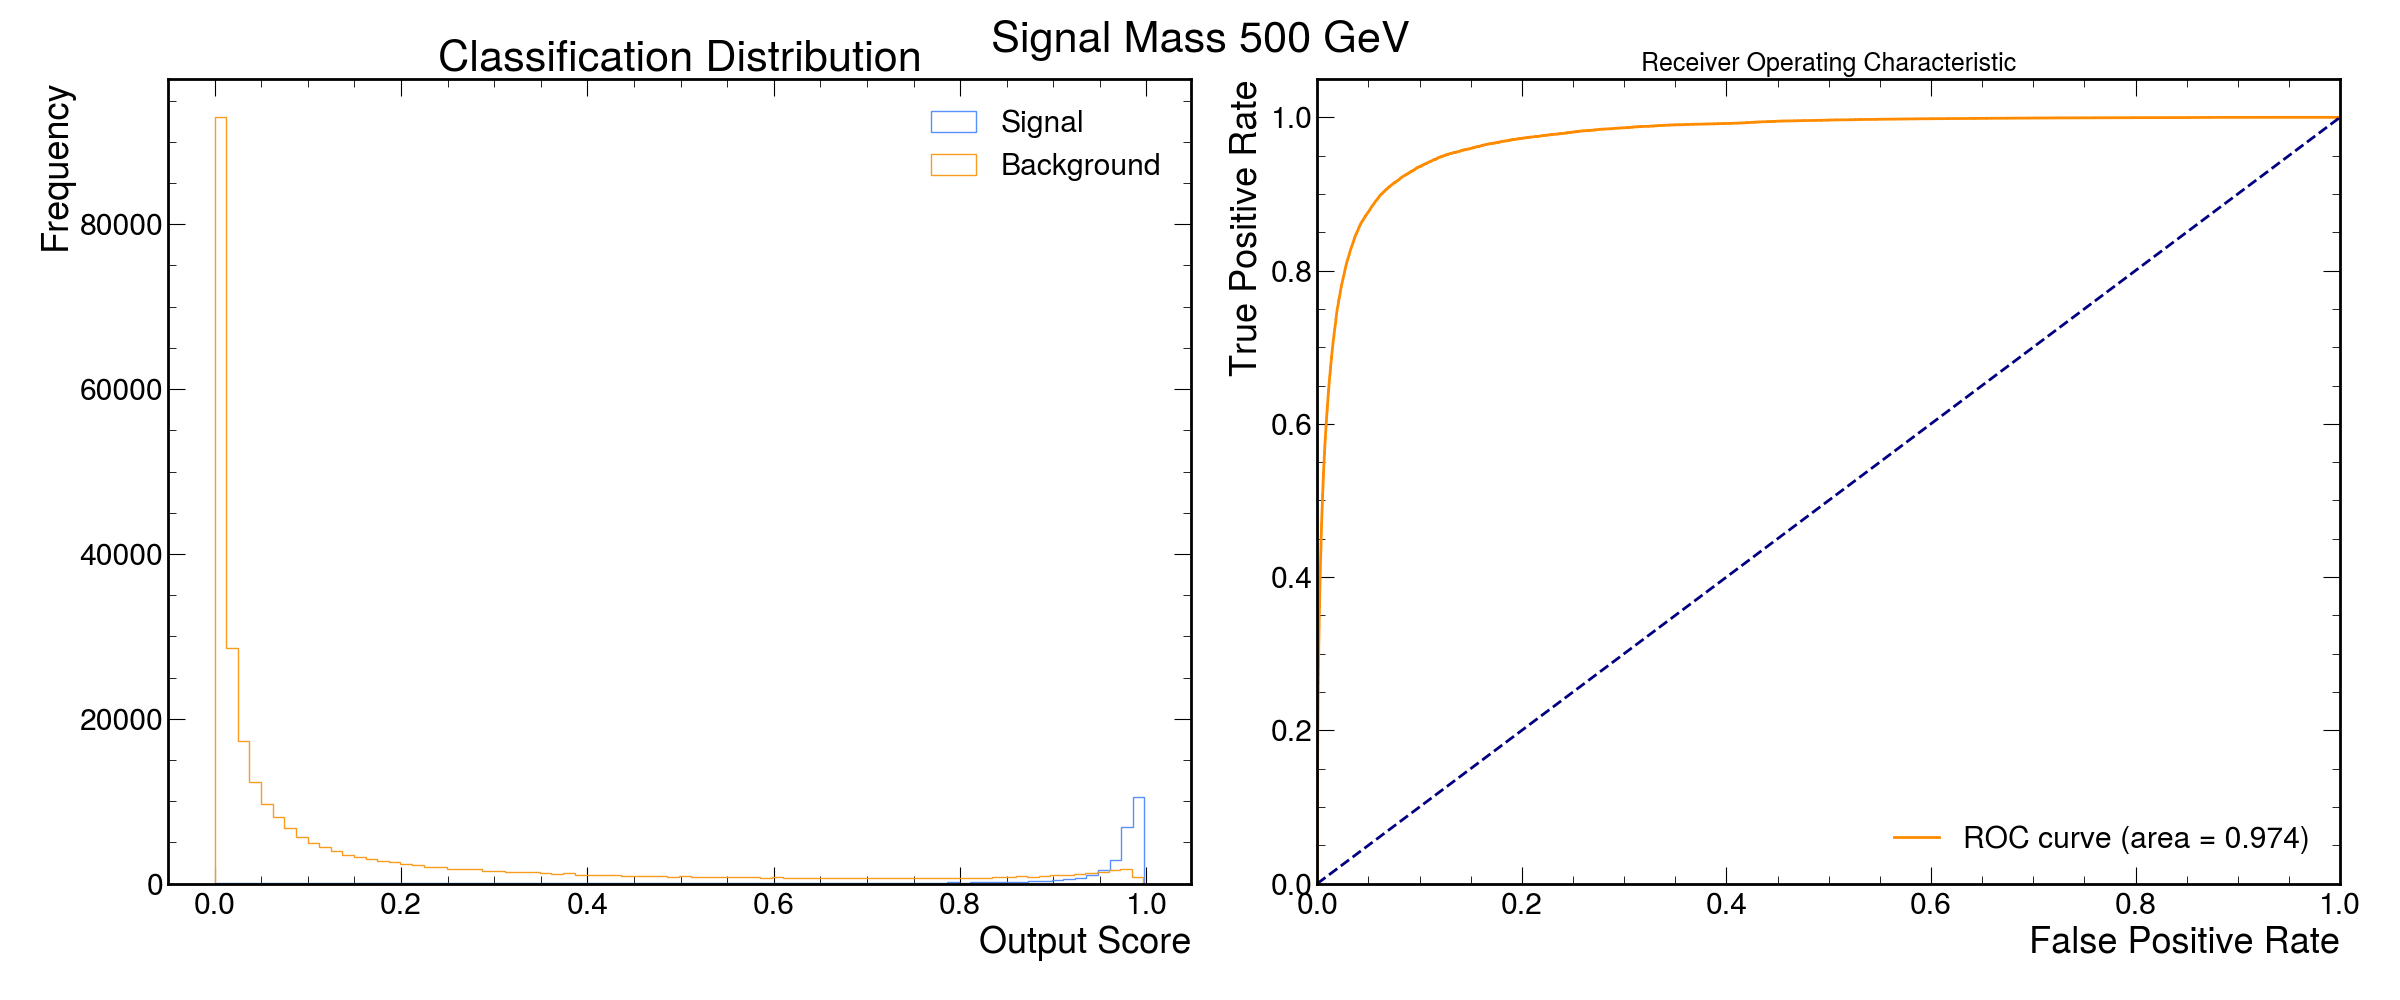 Signal Mass 500 GeV
Classification Distribution
Frequency
80000
60000
40000
20000
0
0.0 0.2 0.4 0.6 0.8 1.0
Output Score
Signal
Background
Receiver Operating Characteristic
True Positive Rate
1.0
0.8
0.6
0.4
0.2
0.0
0.0 0.2 0.4 0.6 0.8 1.0
False Positive Rate
ROC curve (area = 0.974)